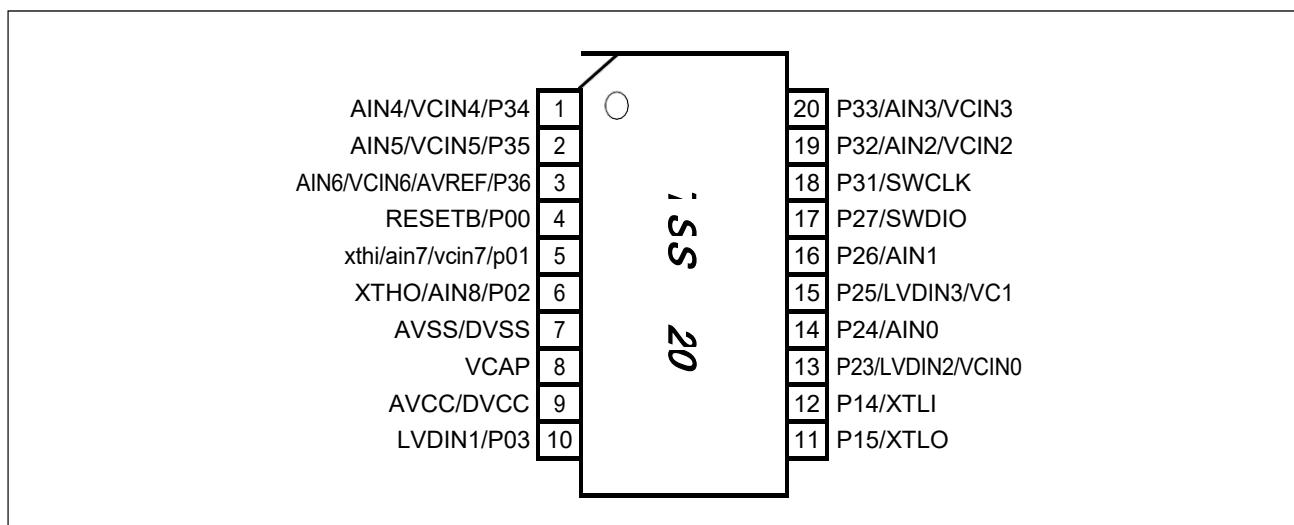 AIN4/VCIN4/P34 1
AIN5/VCIN5/P35 2
AIN6/VCIN6/AVREF/P36 3
RESETB/P00 4
xthi/ain7/vcin7/p01 5
XTHO/AIN8/P02 6
AVSS/DVSS 7
VCAP 8
AVCC/DVCC 9
LVDIN1/P03 10
20 P33/AIN3/VCIN3
19 P32/AIN2/VCIN2
18 P31/SWCLK
17 P27/SWDIO
16 P26/AIN1
15 P25/LVDIN3/VC1
14 P24/AIN0
13 P23/LVDIN2/VCIN0
12 P14/XTLI
11 P15/XTLO
20